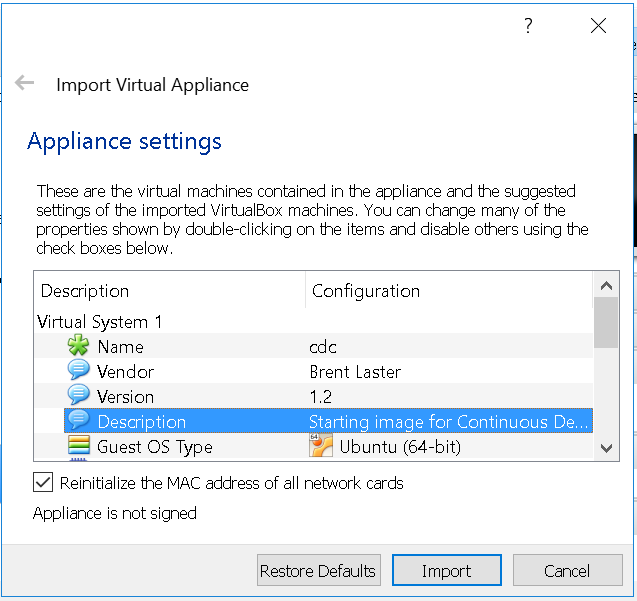 ?
Import Virtual Appliance
Appliance settings
These are the virtual machines contained in the appliance and the suggested
settings of the imported VirtualBox machines. You can change many of the
properties shown by double-clicking on the items and disable others using the
check boxes below.
Description Configuration
Virtual System 1
Name cdc
Vendor Brent Laster
Version 1.2
Description Starting image for Continuous De...
Guest OS Type 64 Ubuntu (64-bit)
Reinitialize the MAC address of all network cards
Appliance is not signed
Restore Defaults Import Cancel